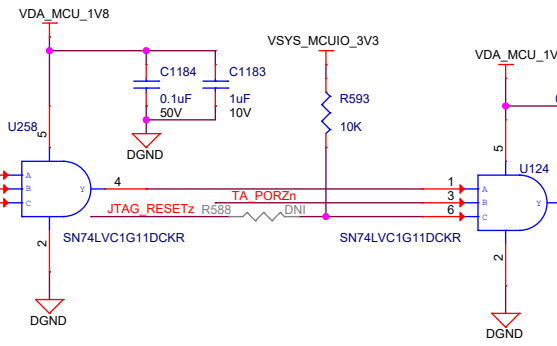 VDA_MCU_1V8
VSYS_MCUIO_3V3
VDA_MCU_1V
C1184
C1183
0.1uF
1uF
50V
10V
R593
10K
U258
5
DGND
5
U124
A
B
C
Y
4
1
A
TA_PORZn
3
B
Y
JTAG_RESETz
R588
DNI
6
C
2
SN74LVC1G11DCKR
SN74LVC1G11DCKR
2
DGND
DGND